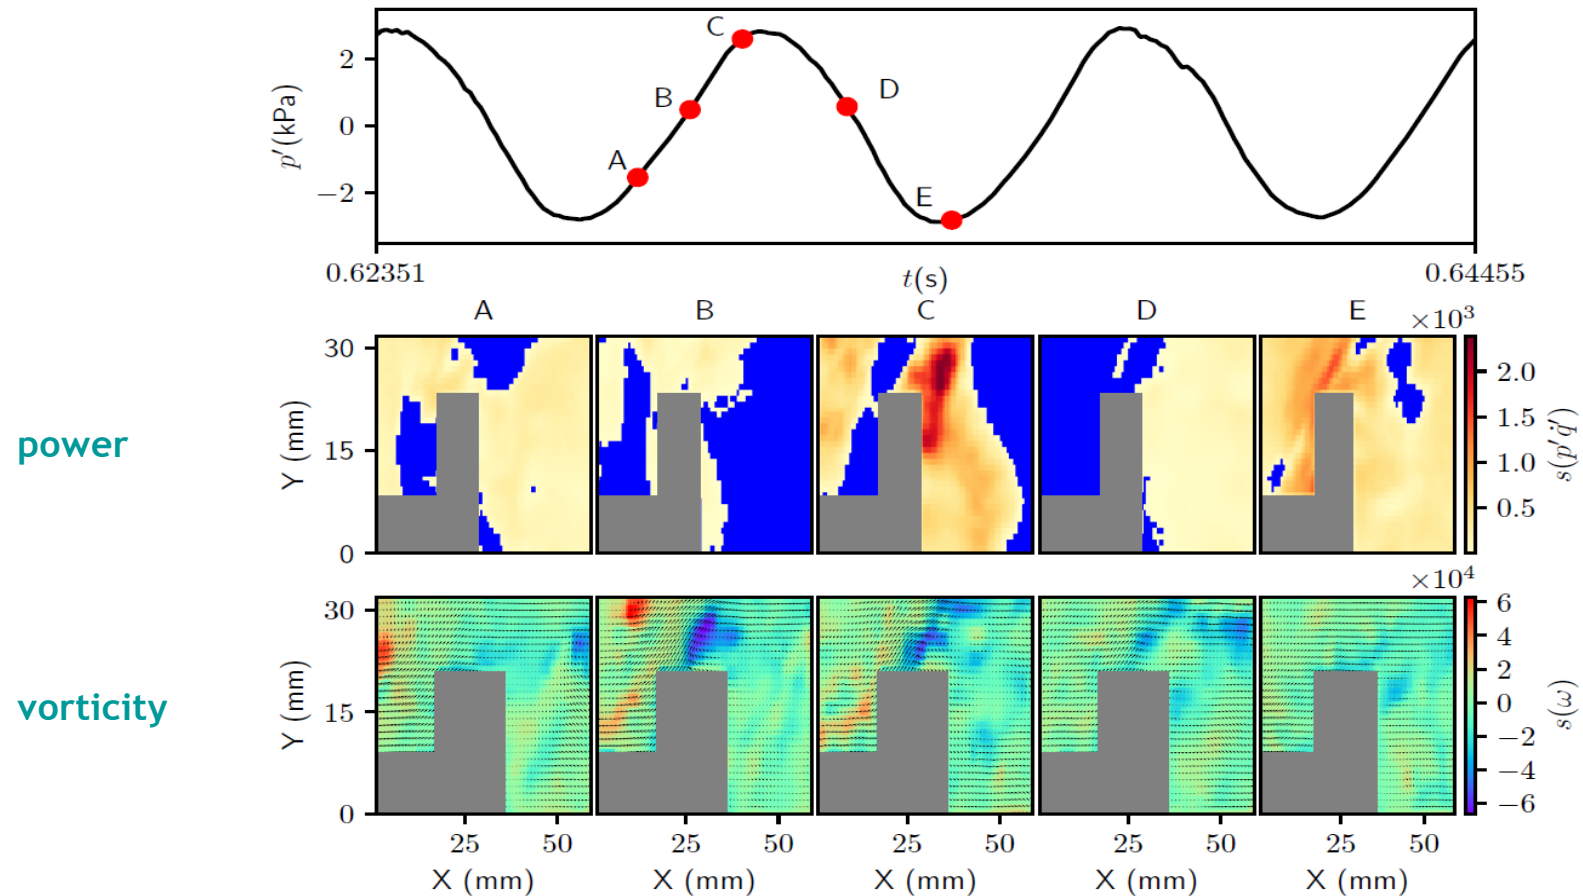 C
2
B
D
p′(kPa)
0
A
−2
E
0.62351
t(s)
0.64455
A
B
C
D
E
×10³
30
2.0
power
Y (mm)
15
1.5
1.0
s(p′q̇′)
0.5
0
×10⁴
30
6
4
2
vorticity
Y (mm)
15
0
s(ω)
−2
−4
0
−6
25 50 25 50 25 50 25 50 25 50
X (mm) X (mm) X (mm) X (mm) X (mm)